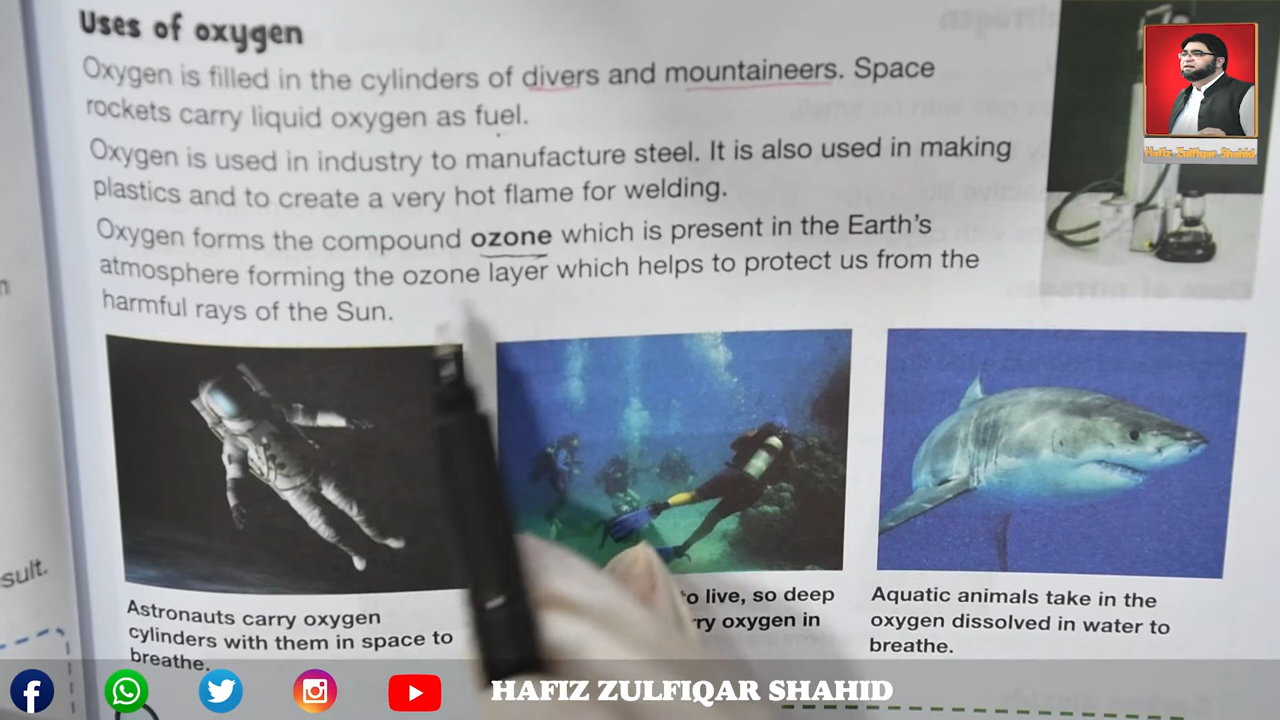 Uses of oxygen
Oxygen is filled in the cylinders of divers and mountaineers. Space
rockets carry liquid oxygen as fuel.
Oxygen is used in industry to manufacture steel. It is also used in making
plastics and to create a very hot flame for welding.
Oxygen forms the compound ozone which is present in the Earth's
atmosphere forming the ozone layer which helps to protect us from the
harmful rays of the Sun.
Hafiz Zulfiqar Shahid
sult.
Astronauts carry oxygen
cylinders with them in space to
breathe.
to live, so deep
oxygen in
Aquatic animals take in the
oxygen dissolved in water to
breathe.
HAFIZ ZULFIQAR SHAHID